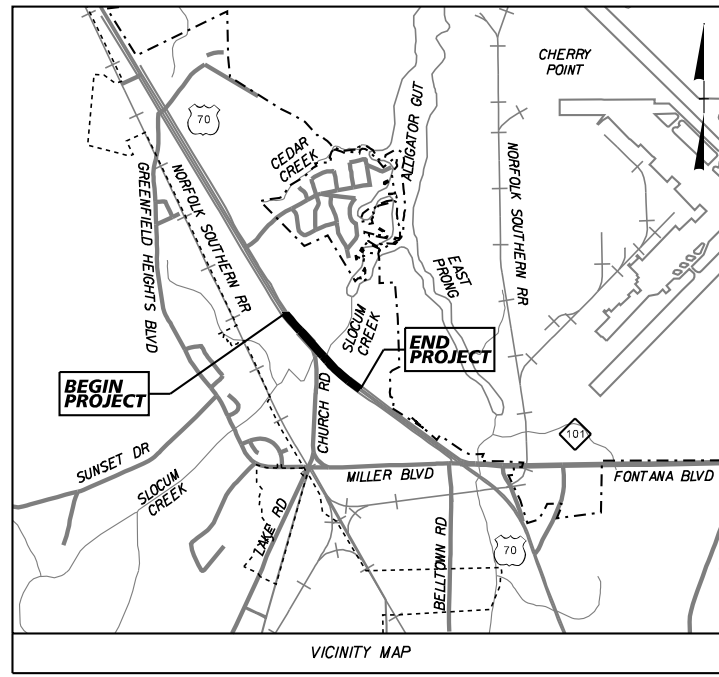 CHERRY
POINT
70
CEDAR
CREEK
ALLIGATOR GUT
NORFOLK SOUTHERN RR
GREENFIELD HEIGHTS BLVD
NORFOLK SOUTHERN RR
EAST
PRONG
SLOCUM
CREEK
END
PROJECT
BEGIN
PROJECT
CHURCH RD
101
SUNSET DR
SLOCUM
CREEK
MILLER BLVD
FONTANA BLVD
LAKE RD
BELLTOWN RD
70
VICINITY MAP